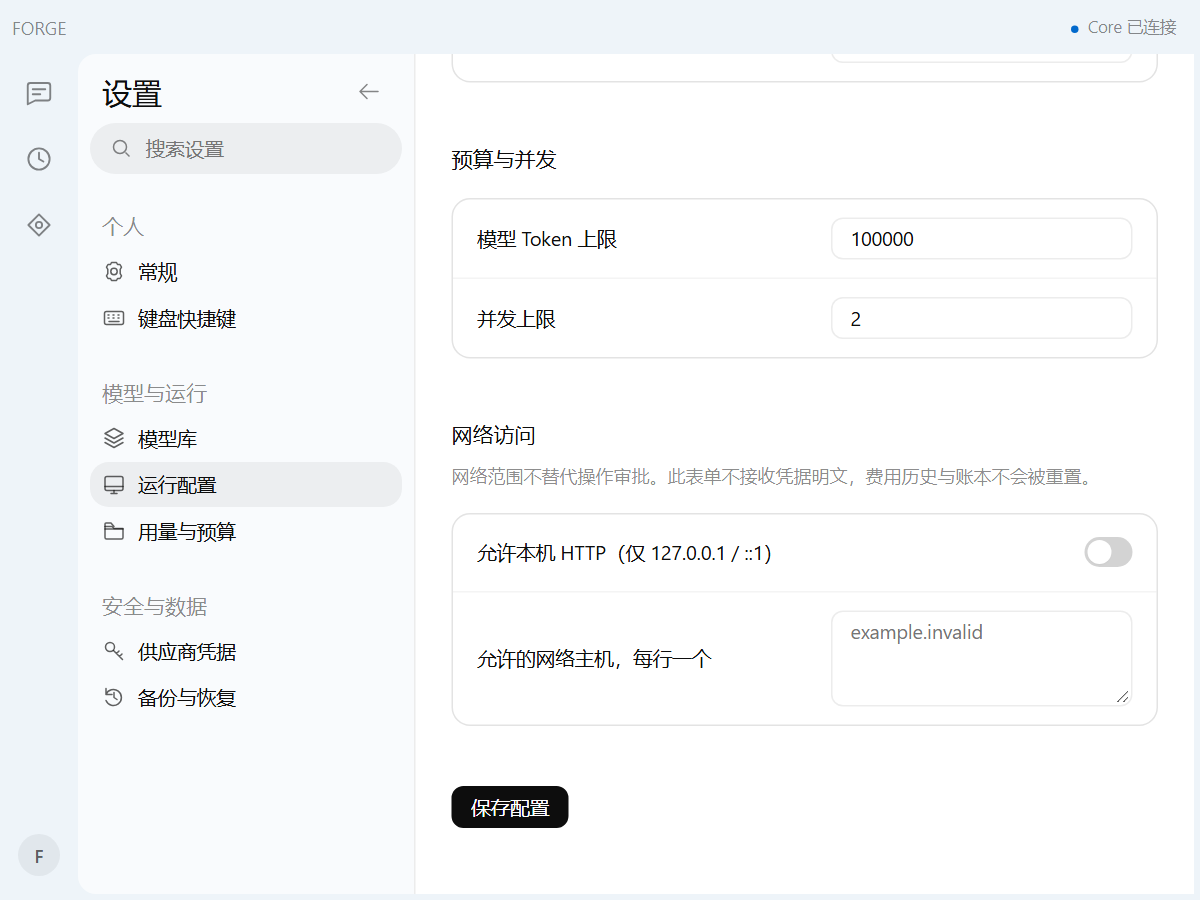 FORGE
Core 已连接
设置
搜索设置
个人
常规
键盘快捷键
模型与运行
模型库
运行配置
用量与预算
安全与数据
供应商凭据
备份与恢复
F
预算与并发
模型 Token 上限
100000
并发上限
2
网络访问
网络范围不替代操作审批。此表单不接收凭据明文，费用历史与账本不会被重置。
允许本机 HTTP（仅 127.0.0.1 / ::1）
允许的网络主机，每行一个
example.invalid
保存配置